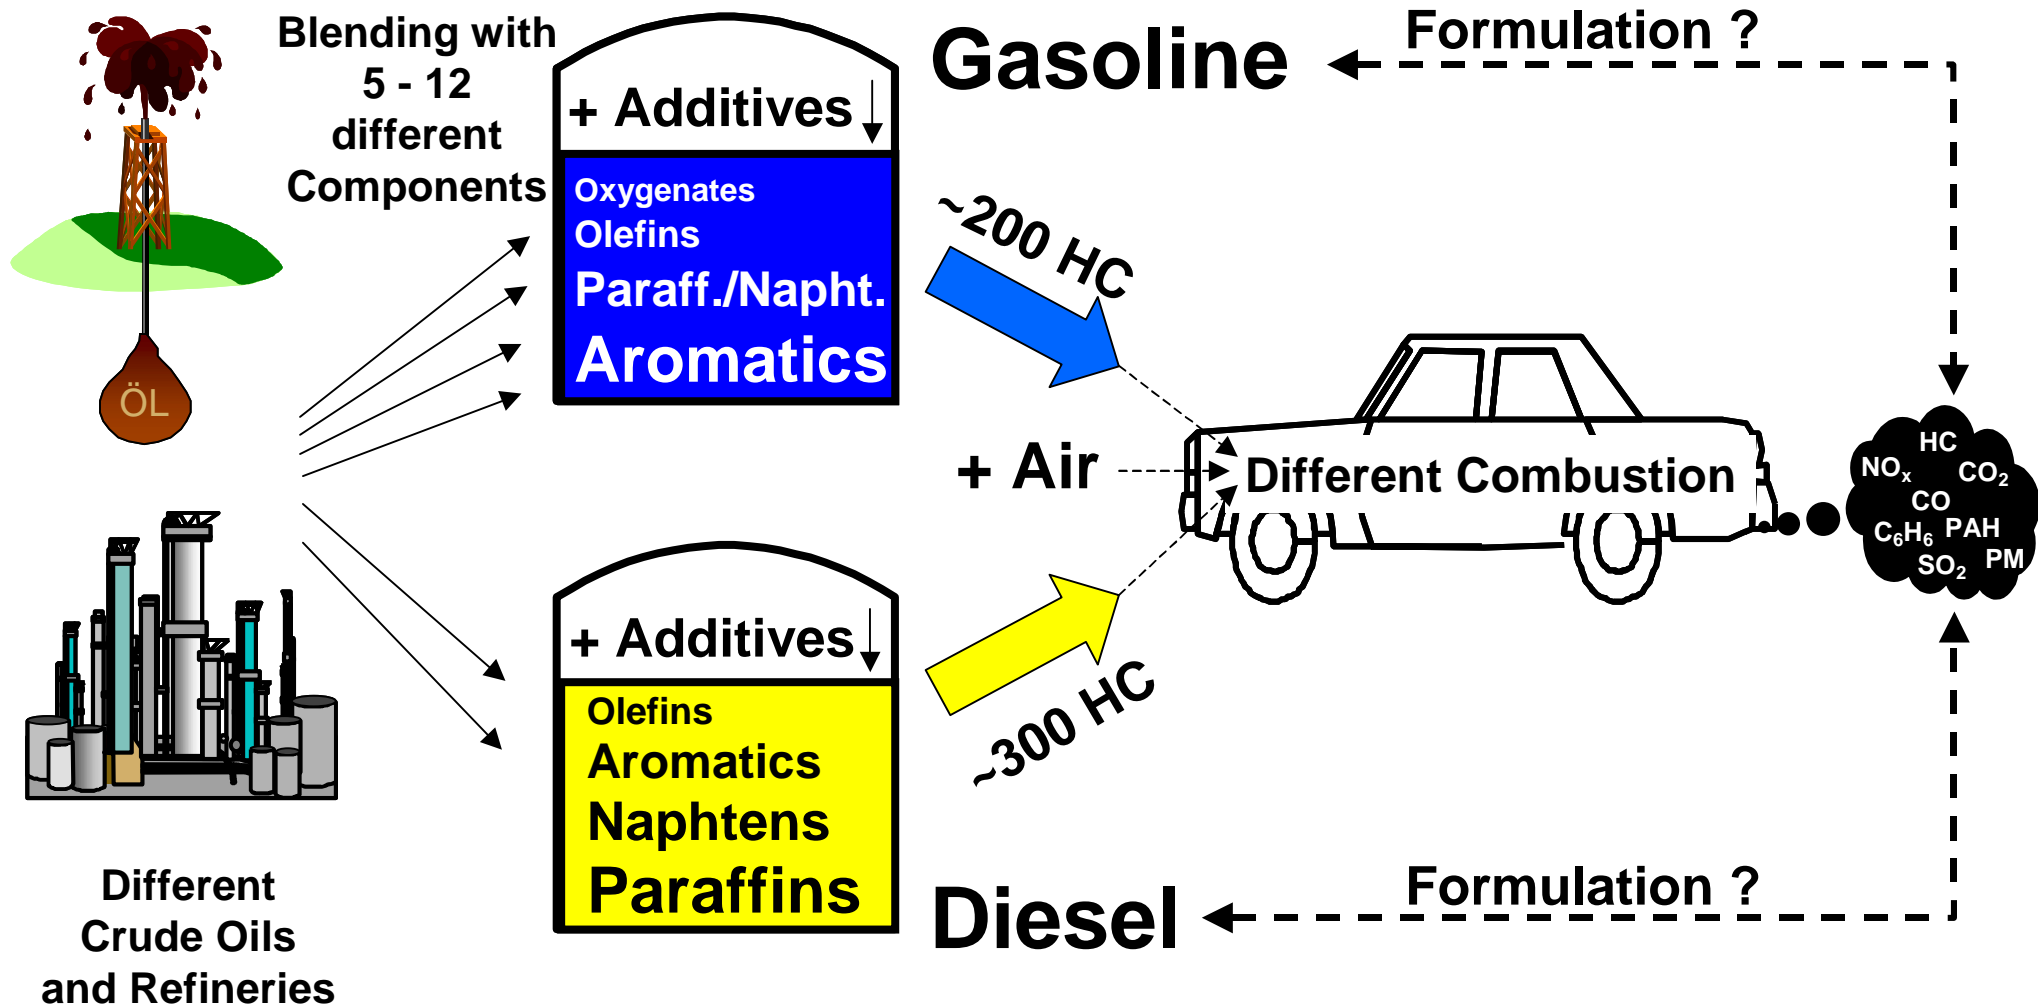 Blending with
5 - 12
different
Components
ÖL
Different
Crude Oils
and Refineries
+ Additives
Oxygenates
Olefins
Paraff./Napht.
Aromatics
+ Additives
Olefins
Aromatics
Naphtens
Paraffins
Gasoline
Formulation ?
~200 HC
+ Air
Different Combustion
~300 HC
HC
NOₓ
CO₂
CO
C₆H₆
PAH
SO₂
PM
Diesel
Formulation ?